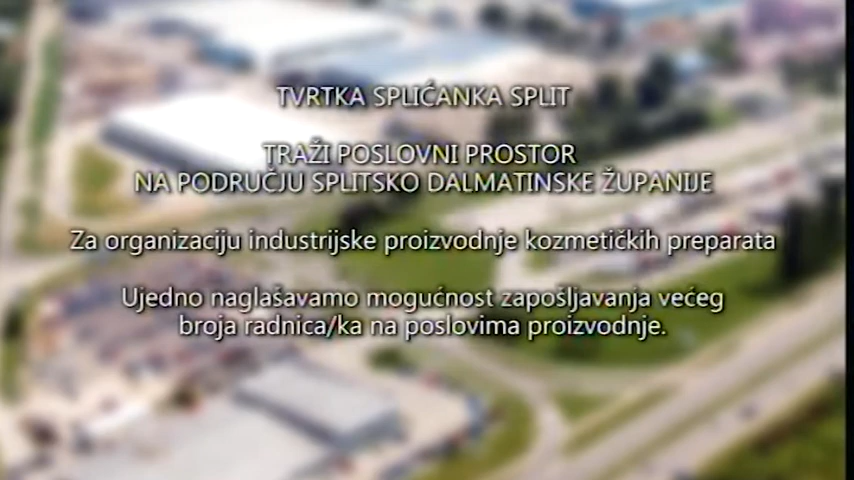 TVRTKA SPLIĆANKA SPLIT
TRAŽI POSLOVNI PROSTOR
NA PODRUČJU SPLITSKO DALMATINSKE ŽUPANIJE
Za organizaciju industrijske proizvodnje kozmetičkih preparata
Ujedno naglašavamo mogućnost zapošljavanja većeg
broja radnica/ka na poslovima proizvodnje.